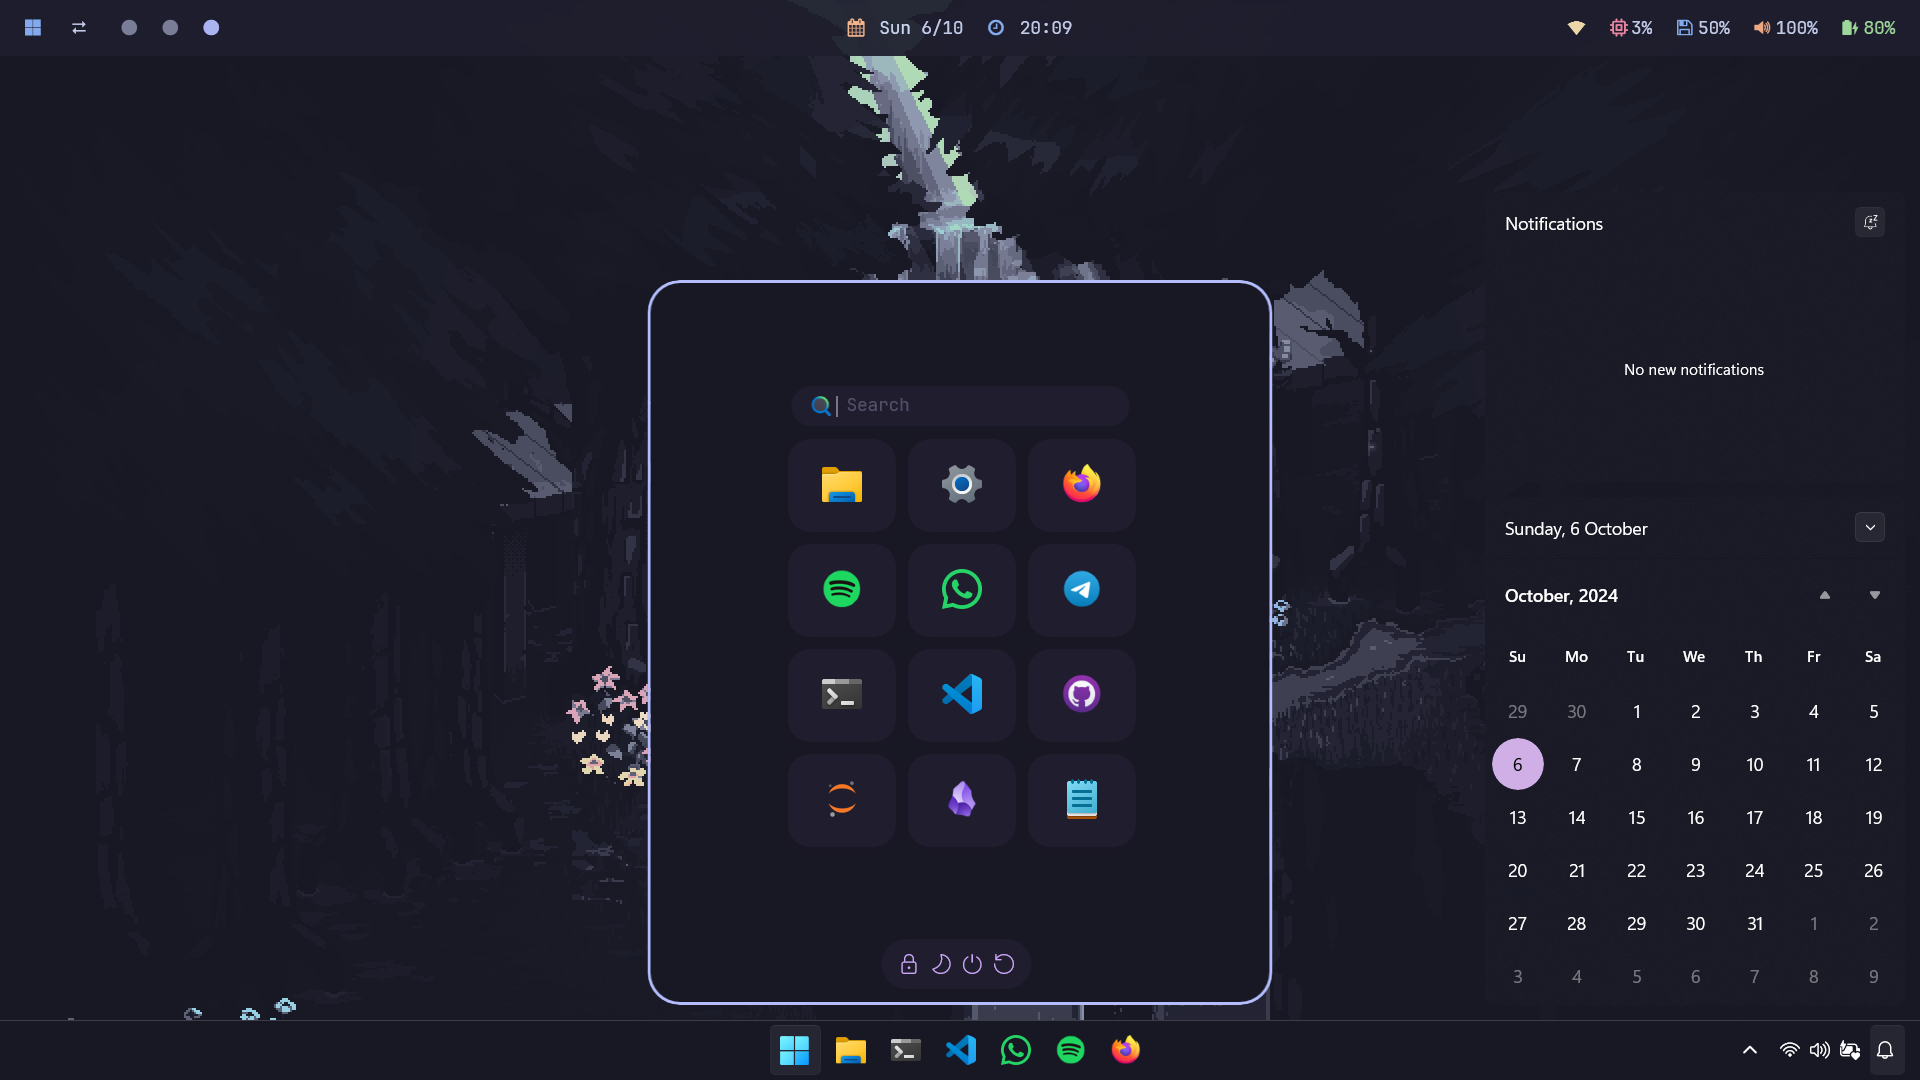 Sun 6/10 20:09 3% 50% 100% 80%
Notifications
No new notifications
Search
Sunday, 6 October
October, 2024
Su Mo Tu We Th Fr Sa
29 30 1 2 3 4 5
6 7 8 9 10 11 12
13 14 15 16 17 18 19
20 21 22 23 24 25 26
27 28 29 30 31 1 2
3 4 5 6 7 8 9